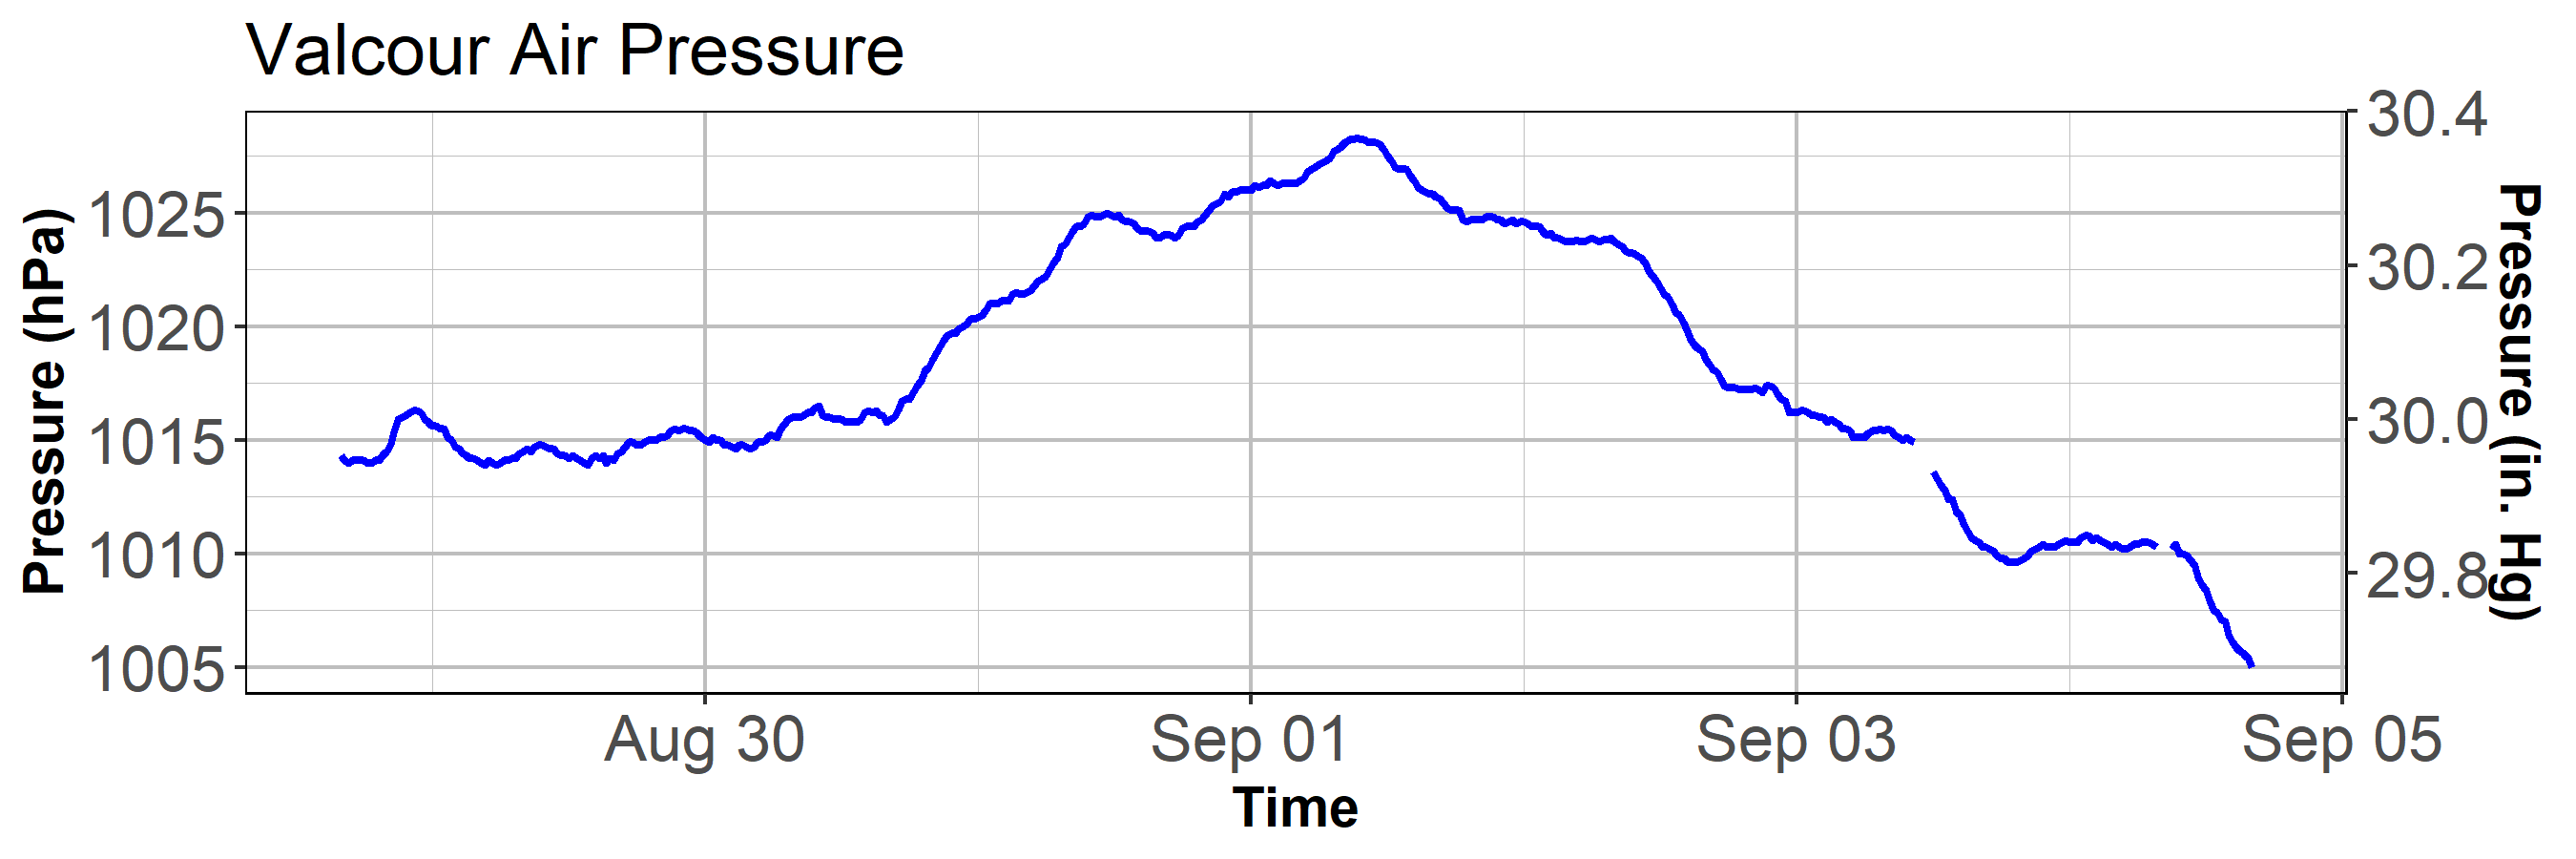 Valcour Air Pressure
Pressure (hPa)
1025
1020
1015
1010
1005
30.4
30.2
30.0
29.8
Pressure (in. Hg)
Aug 30
Sep 01
Sep 03
Sep 05
Time